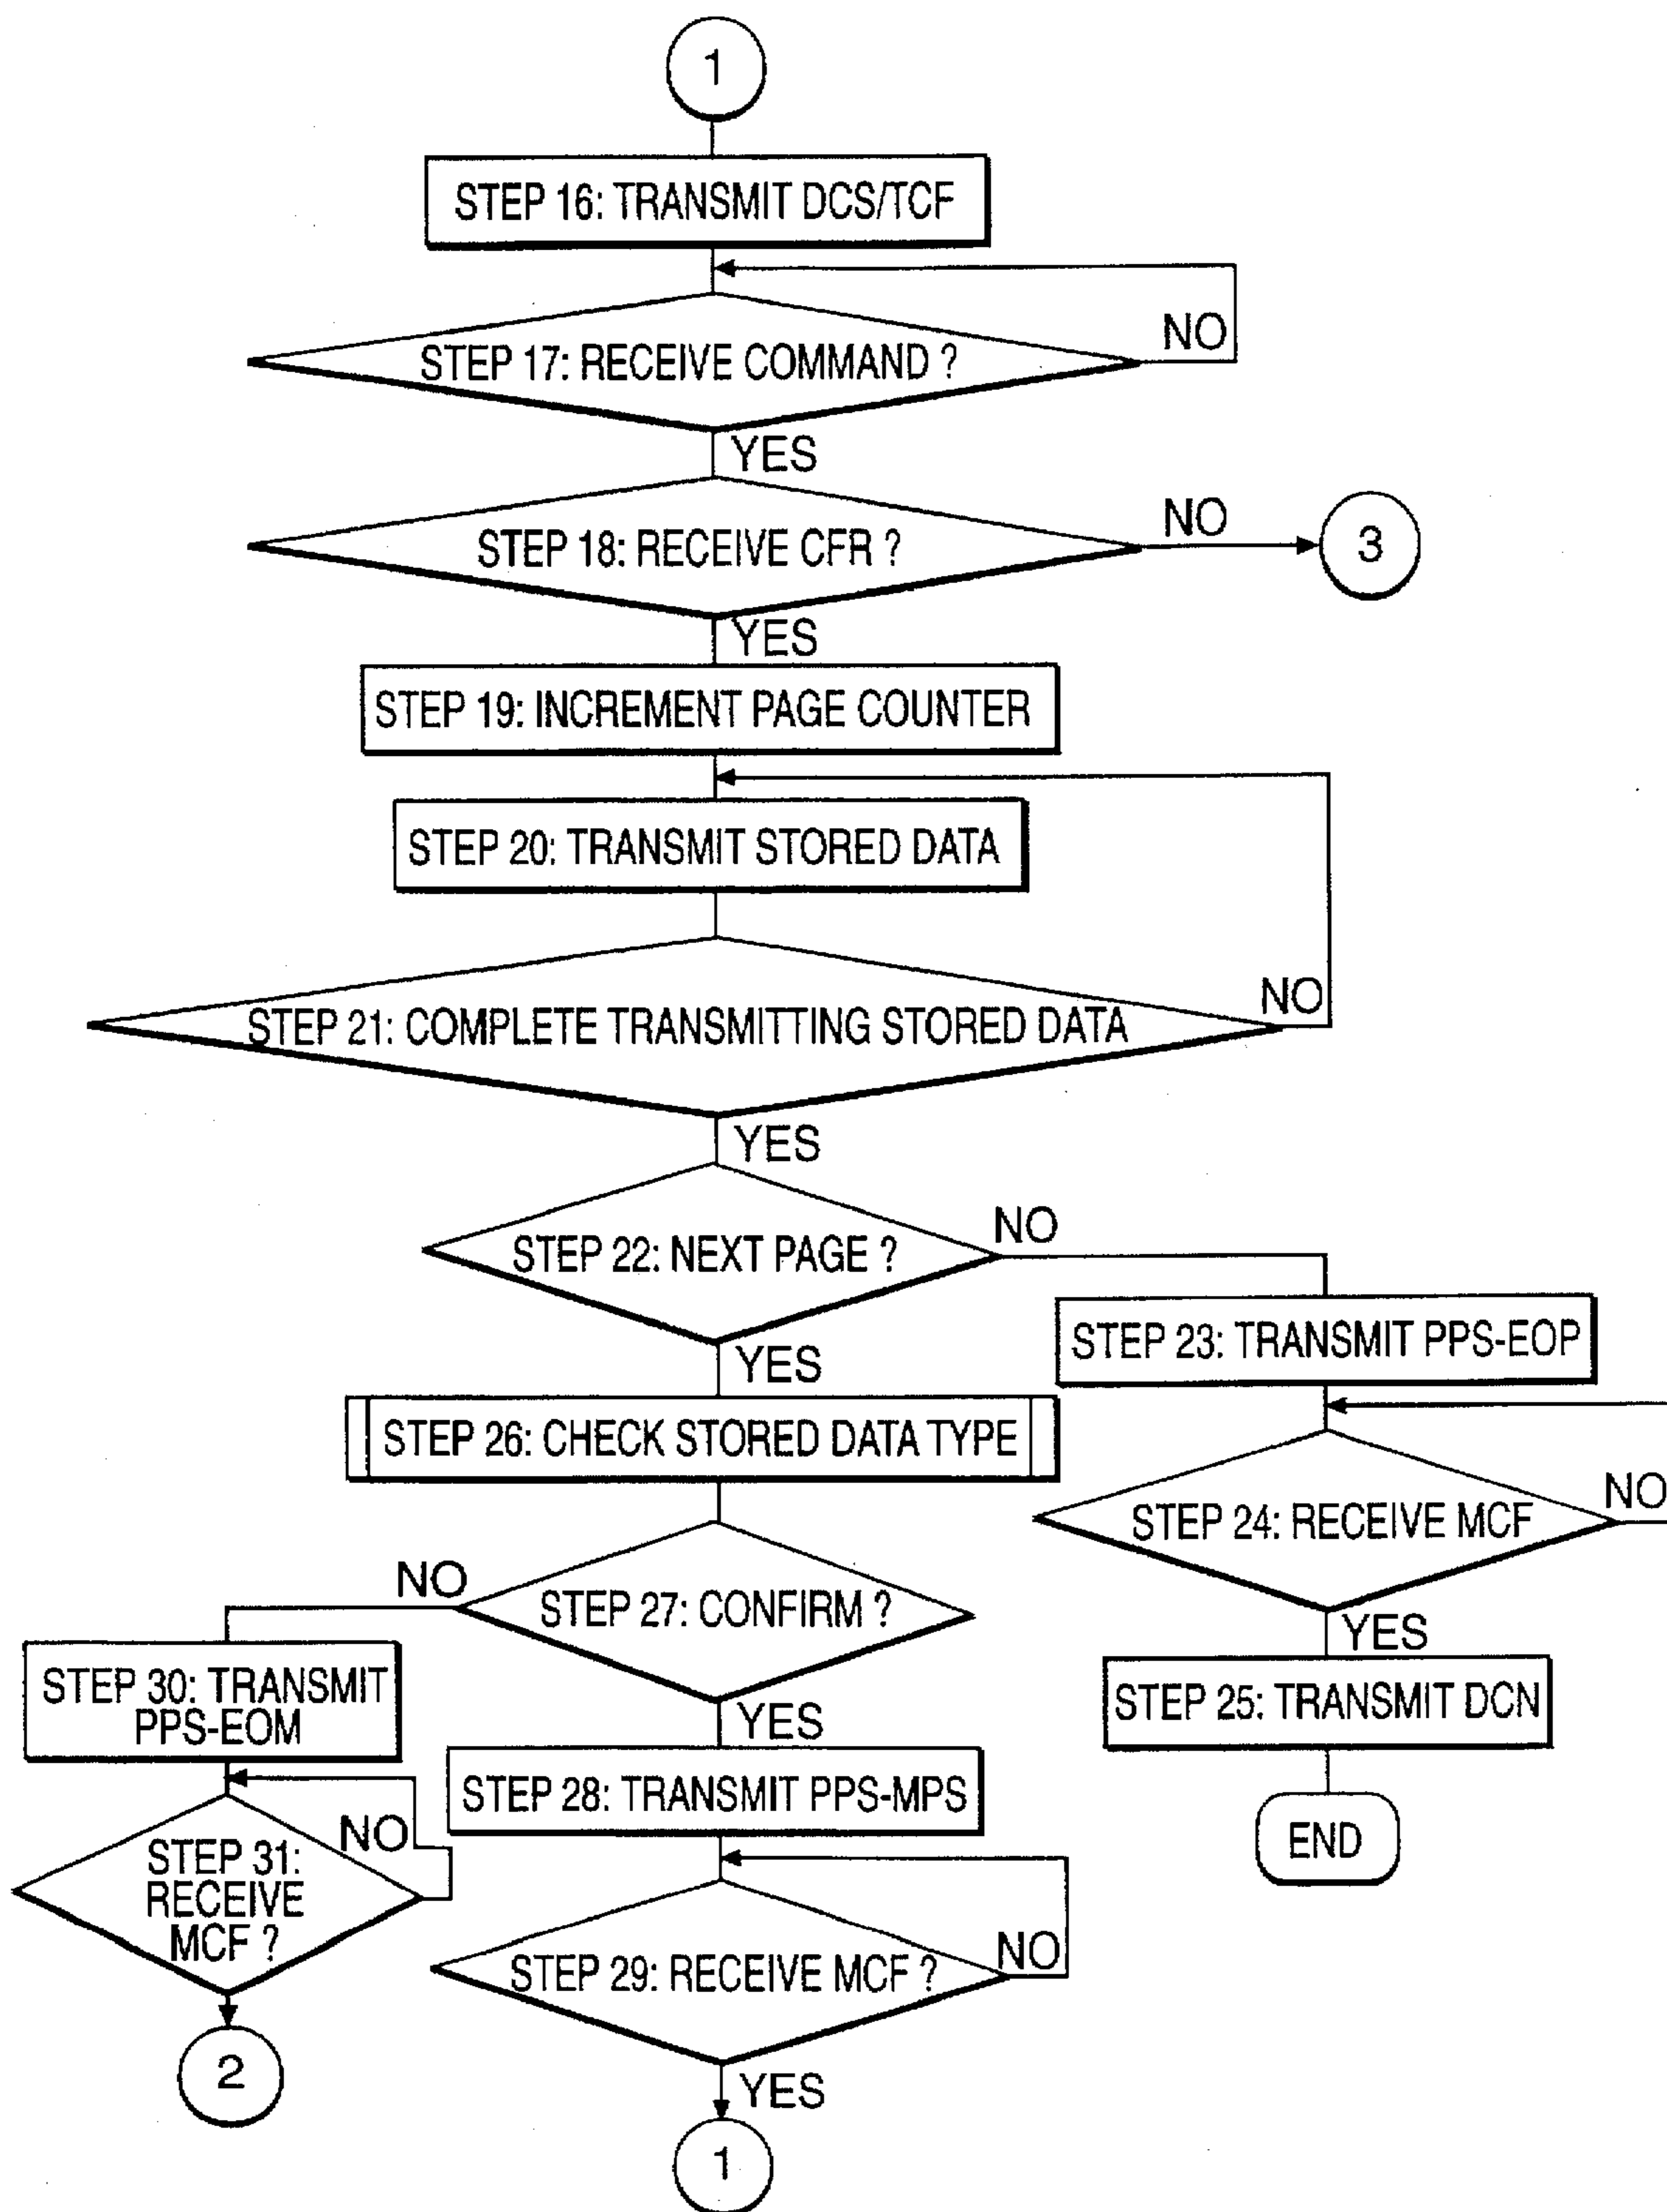 1
STEP 16: TRANSMIT DCS/TCF
NO
STEP 17: RECEIVE COMMAND ?
YES
NO
STEP 18: RECEIVE CFR ?
3
YES
STEP 19: INCREMENT PAGE COUNTER
STEP 20: TRANSMIT STORED DATA
NO
STEP 21: COMPLETE TRANSMITTING STORED DATA
YES
NO
STEP 22: NEXT PAGE ?
STEP 23: TRANSMIT PPS-EOP
YES
STEP 26: CHECK STORED DATA TYPE
NO
STEP 24: RECEIVE MCF
NO
STEP 27: CONFIRM ?
YES
STEP 30: TRANSMIT
PPS-EOM
STEP 25: TRANSMIT DCN
YES
STEP 28: TRANSMIT PPS-MPS
END
NO
STEP 31:
RECEIVE
MCF ?
NO
STEP 29: RECEIVE MCF ?
2
YES
1